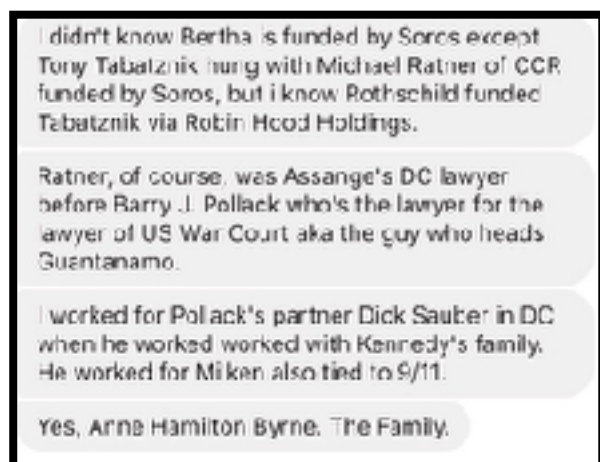 I didn't know Bertha is funded by Soros except
Tony Tabatznik hung with Michael Ratner of CCR
funded by Soros, but i know Rothschild funded
Tabatznik via Robin Hood Holdings.
Ratner, of course, was Assange's DC lawyer
before Barry J. Pollack who's the lawyer for the
lawyer of US War Court aka the guy who heads
Guantanamo.
I worked for Pollack's partner Dick Sauber in DC
when he worked worked with Kennedy's family.
He worked for Milken also tied to 9/11.
Yes, Anne Hamilton Byrne. The Family.